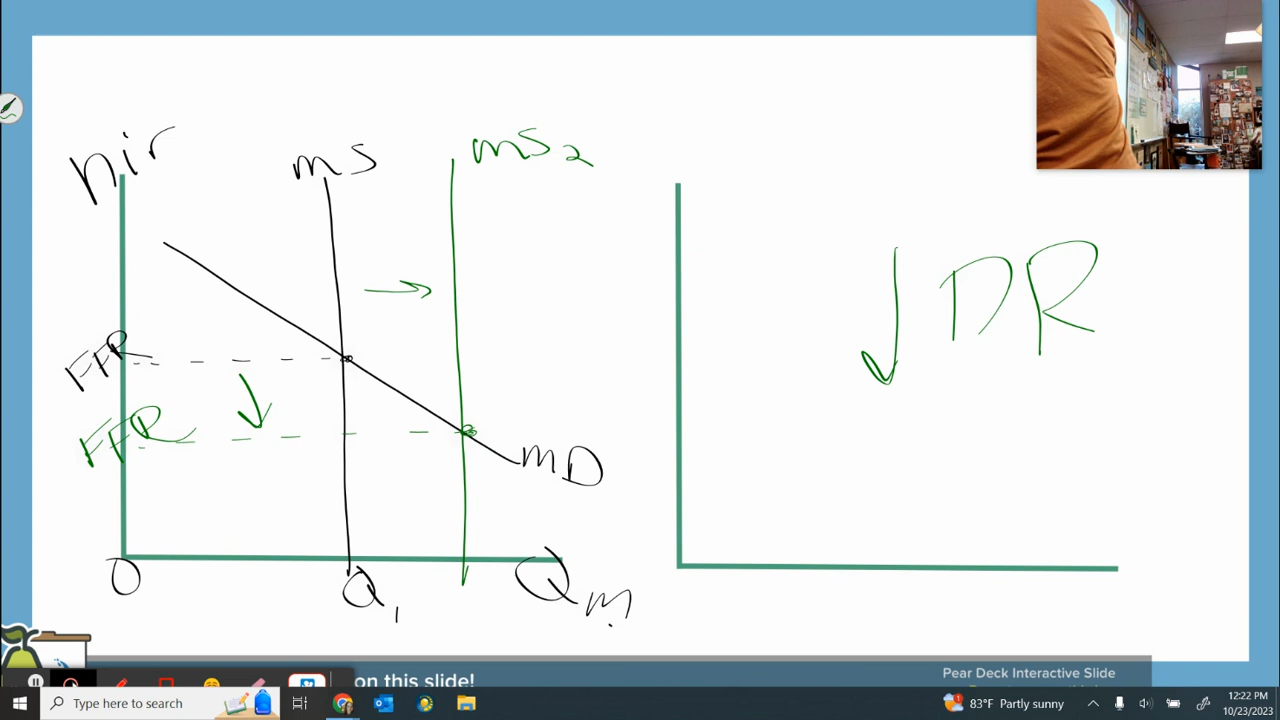 nir
ms
ms2
FFR
FFR
mD
O
Q1
Qm
↓ DR
on this slide!
Pear Deck Interactive Slide
Type here to search
83°F Partly sunny
12:22 PM
10/23/2023